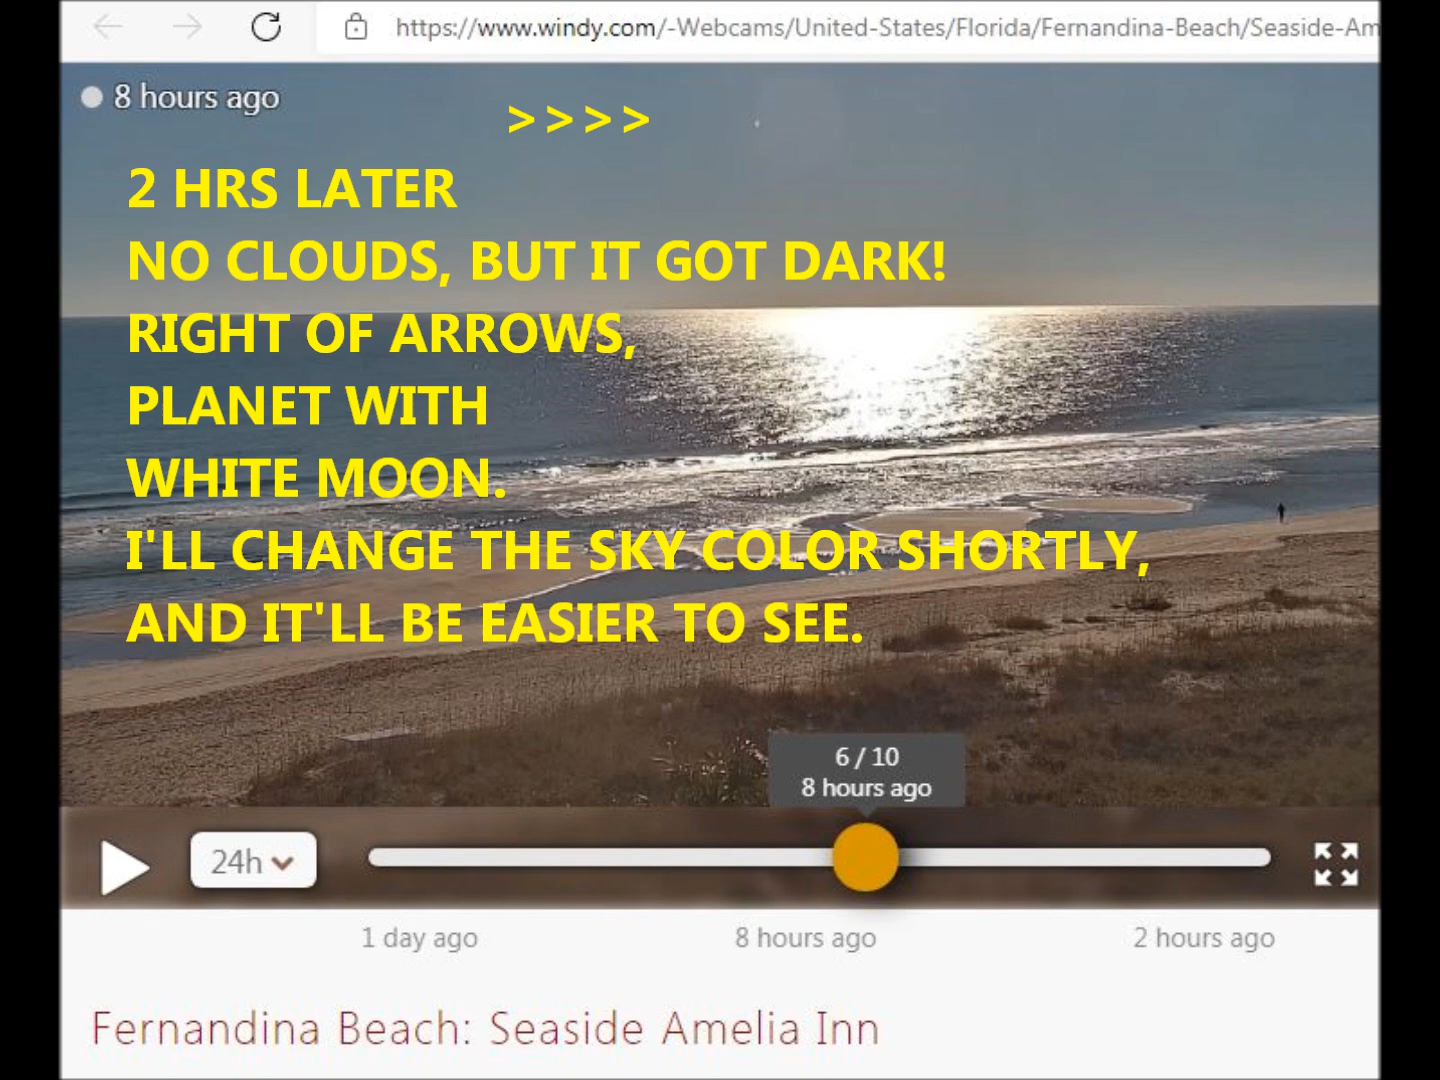 https://www.windy.com/-Webcams/United-States/Florida/Fernandina-Beach/Seaside-Am
8 hours ago
>>>>
2 HRS LATER
NO CLOUDS, BUT IT GOT DARK!
RIGHT OF ARROWS,
PLANET WITH
WHITE MOON.
I'LL CHANGE THE SKY COLOR SHORTLY,
AND IT'LL BE EASIER TO SEE.
6 / 10
8 hours ago
24h
1 day ago 8 hours ago 2 hours ago
Fernandina Beach: Seaside Amelia Inn